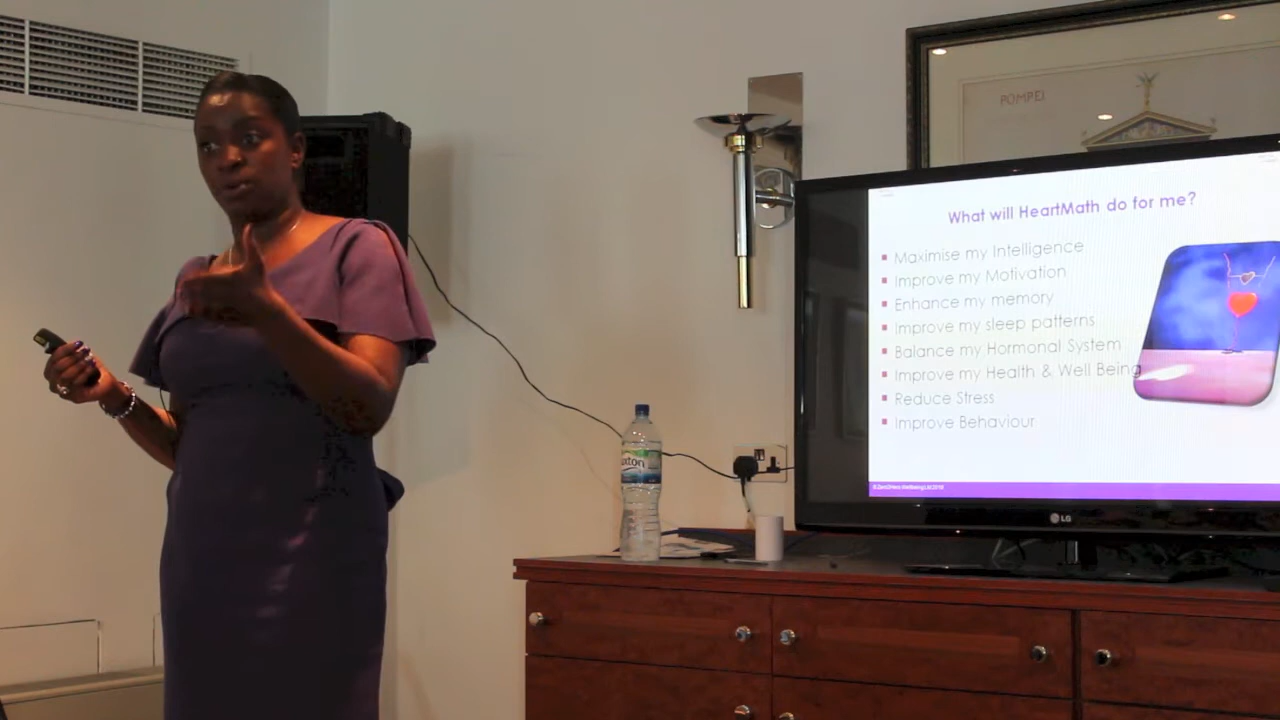 POMPEI
What will HeartMath do for me?
Maximise my Intelligence
Improve my Motivation
Enhance my memory
Improve my sleep patterns
Balance my Hormonal System
Improve my Health & Well Being
Reduce Stress
Improve Behaviour
uxton
LG